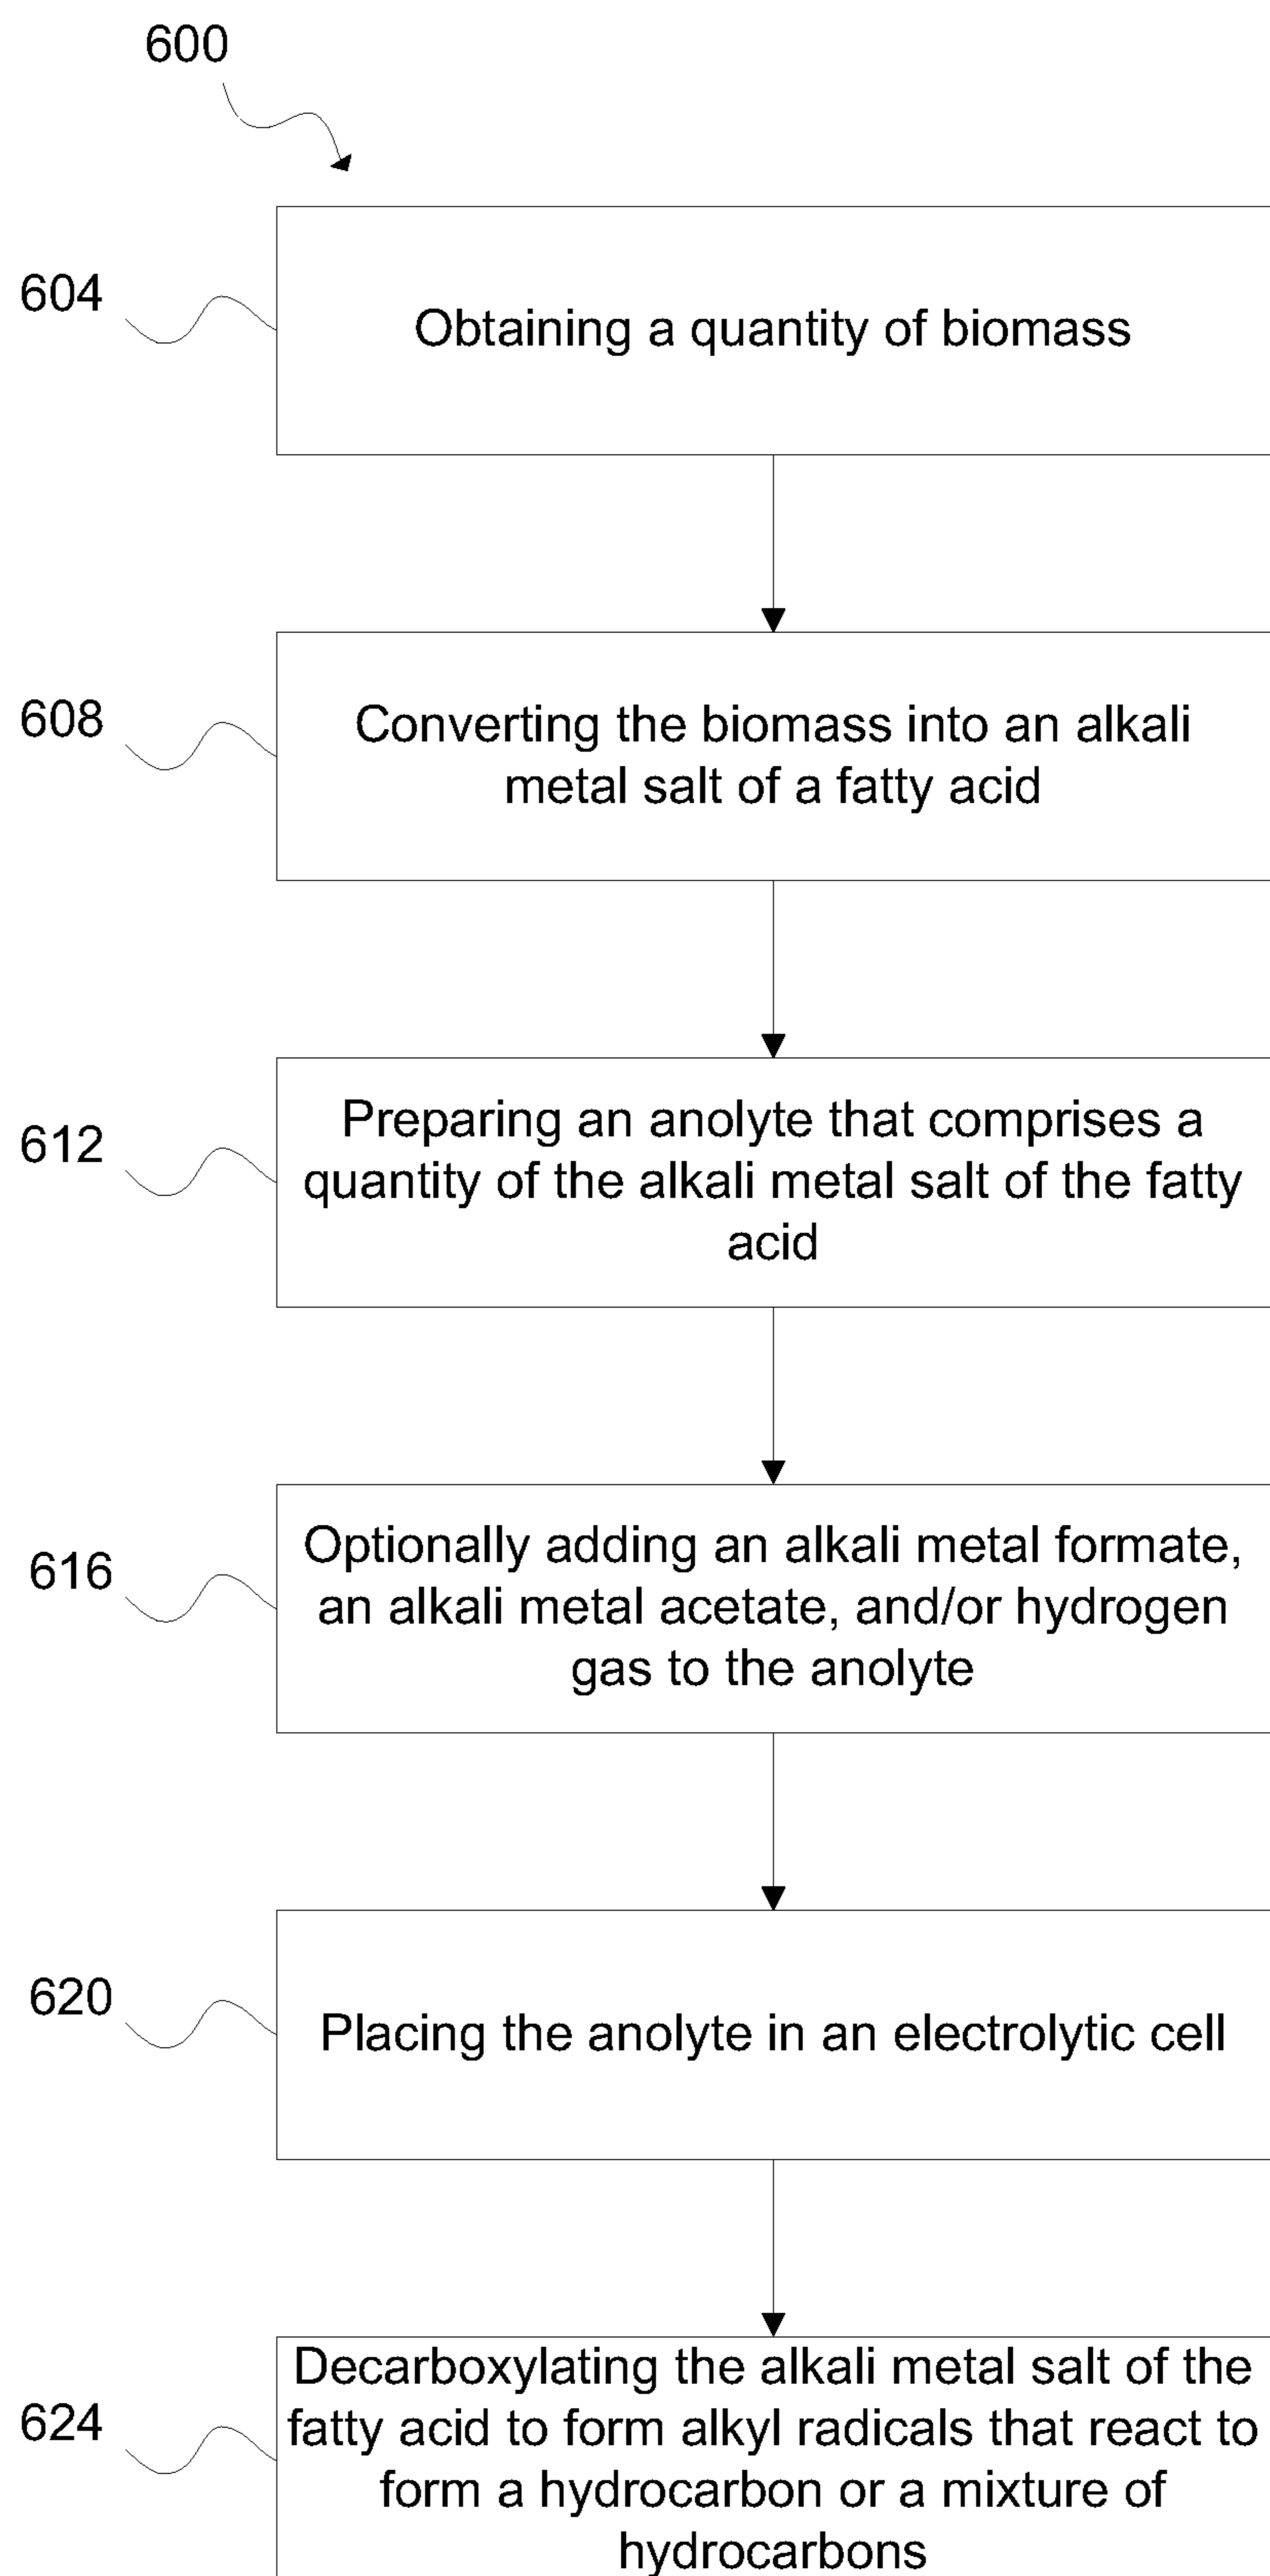 600
604
Obtaining a quantity of biomass
608
Converting the biomass into an alkali
metal salt of a fatty acid
612
Preparing an anolyte that comprises a
quantity of the alkali metal salt of the fatty
acid
616
Optionally adding an alkali metal formate,
an alkali metal acetate, and/or hydrogen
gas to the anolyte
620
Placing the anolyte in an electrolytic cell
624
Decarboxylating the alkali metal salt of the
fatty acid to form alkyl radicals that react to
form a hydrocarbon or a mixture of
hydrocarbons